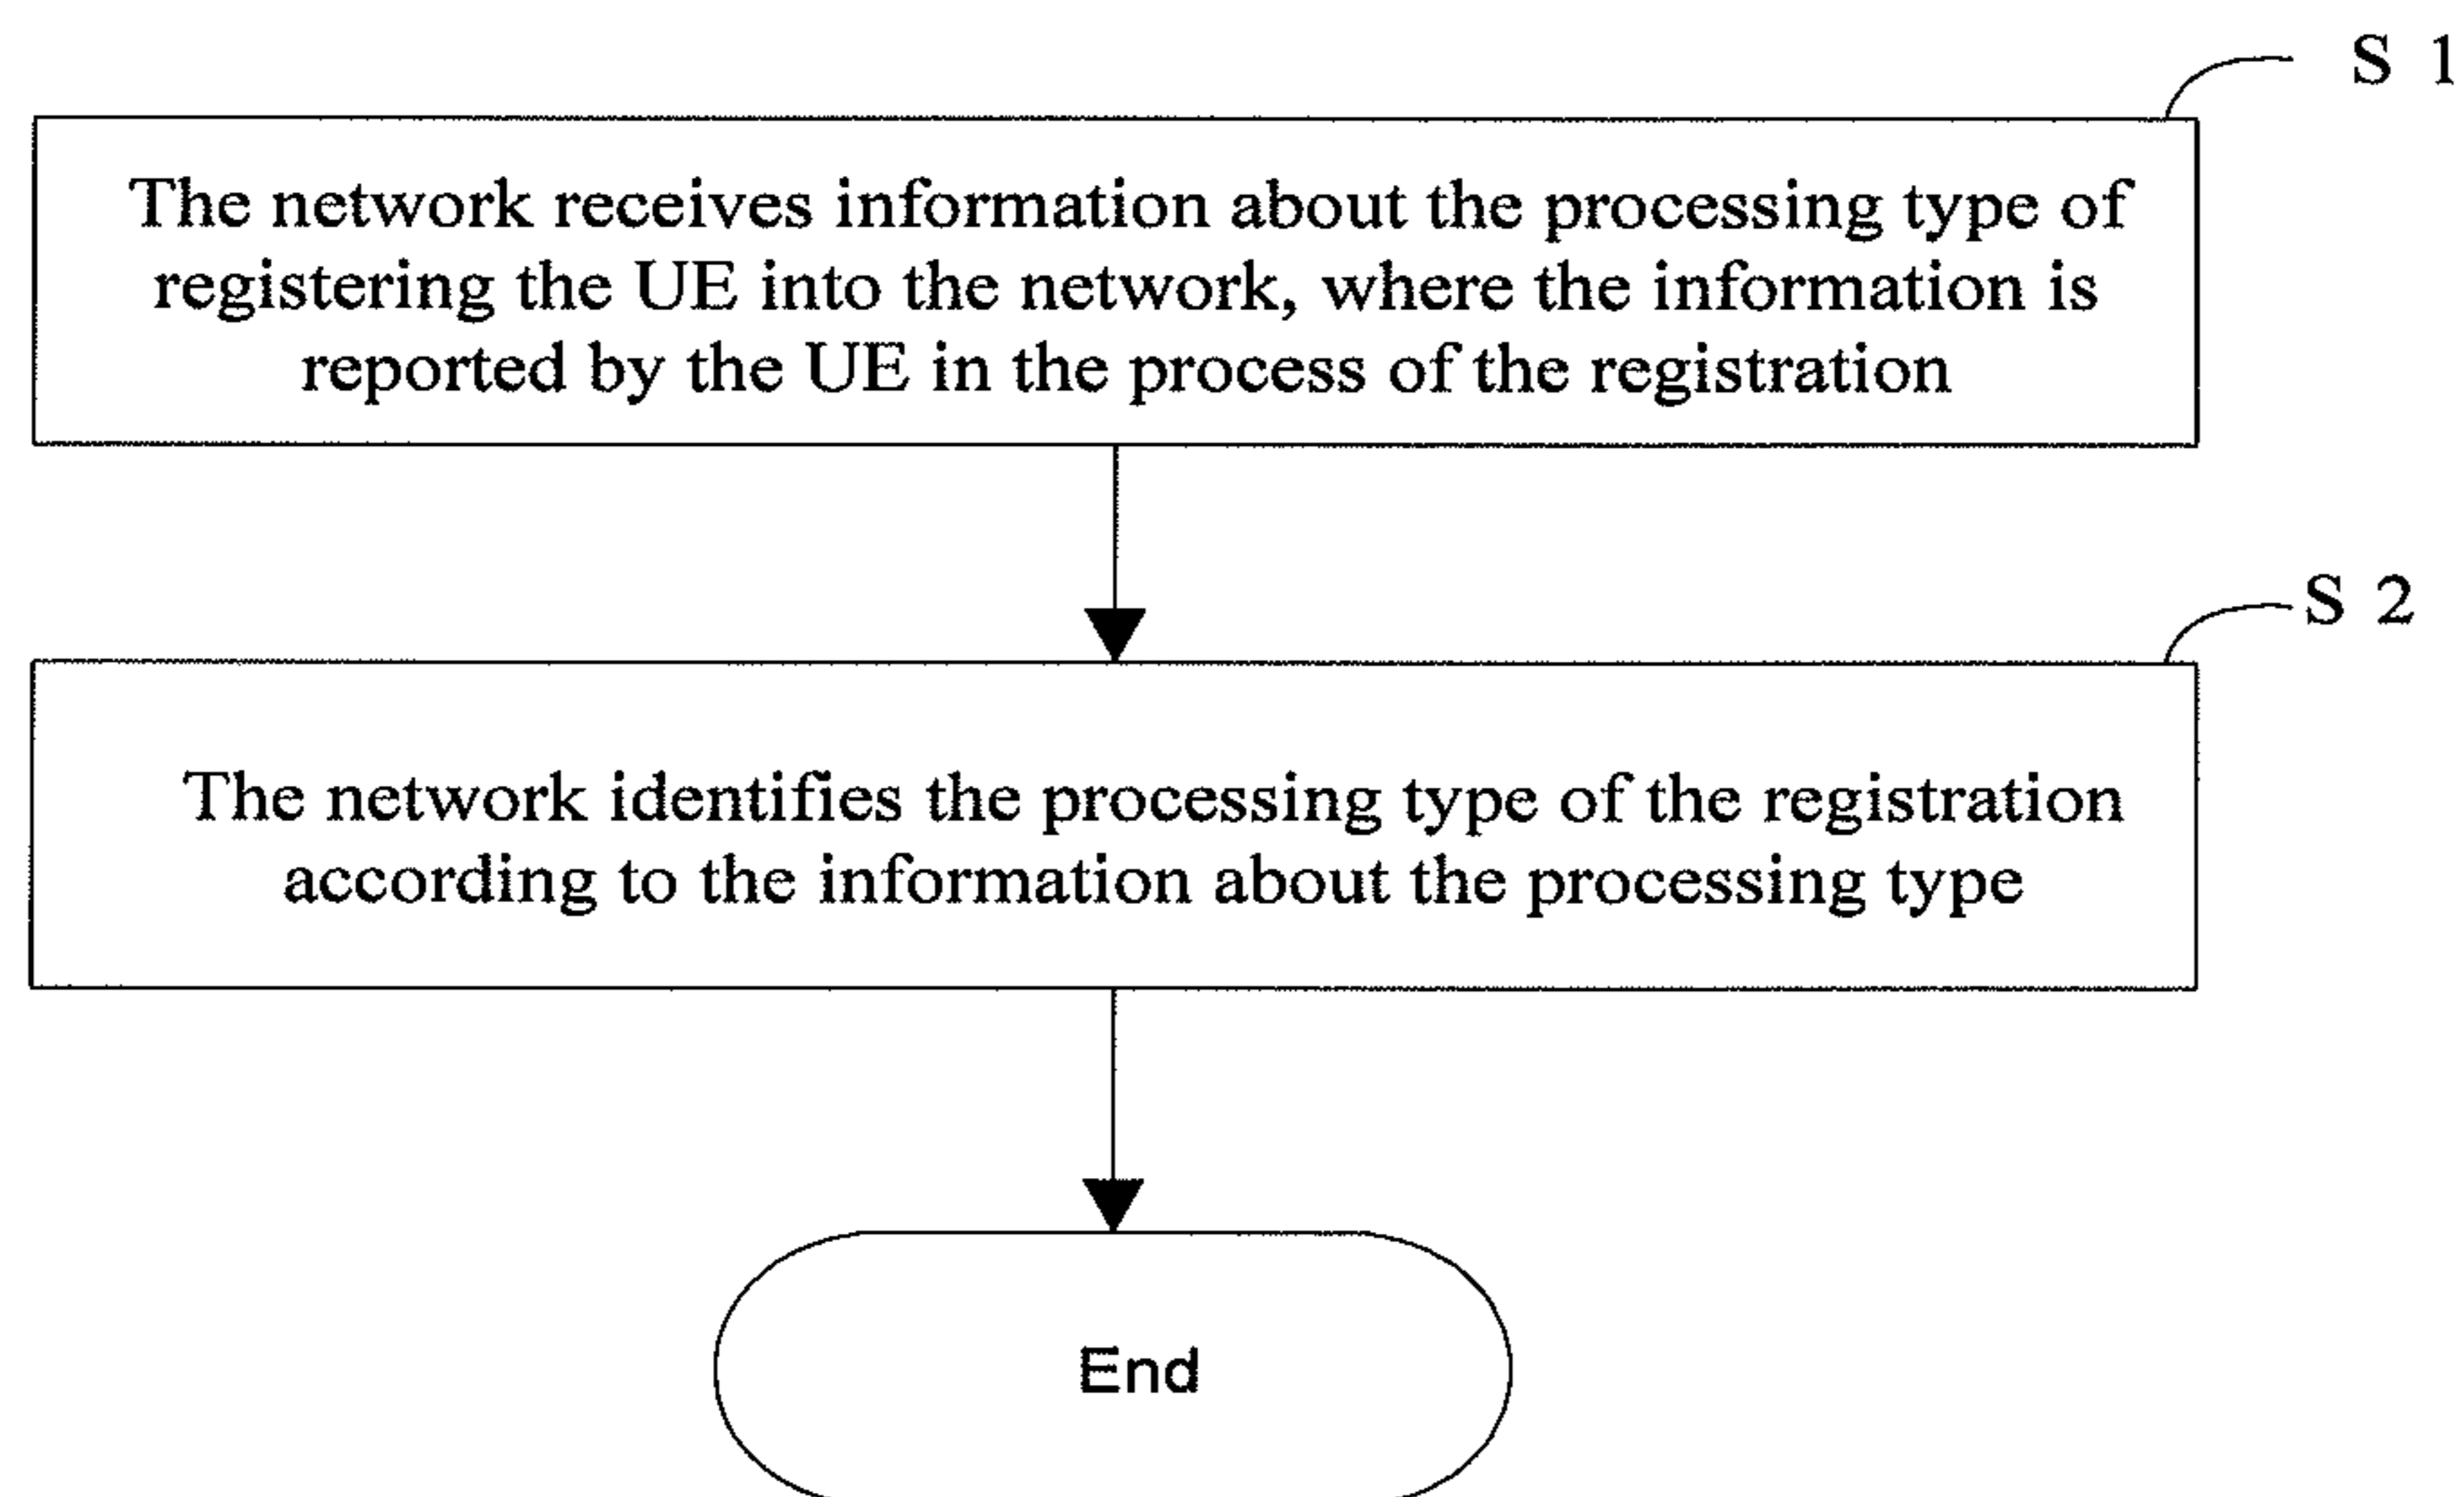 S 1
The network receives information about the processing type of
registering the UE into the network, where the information is
reported by the UE in the process of the registration
S 2
The network identifies the processing type of the registration
according to the information about the processing type
End